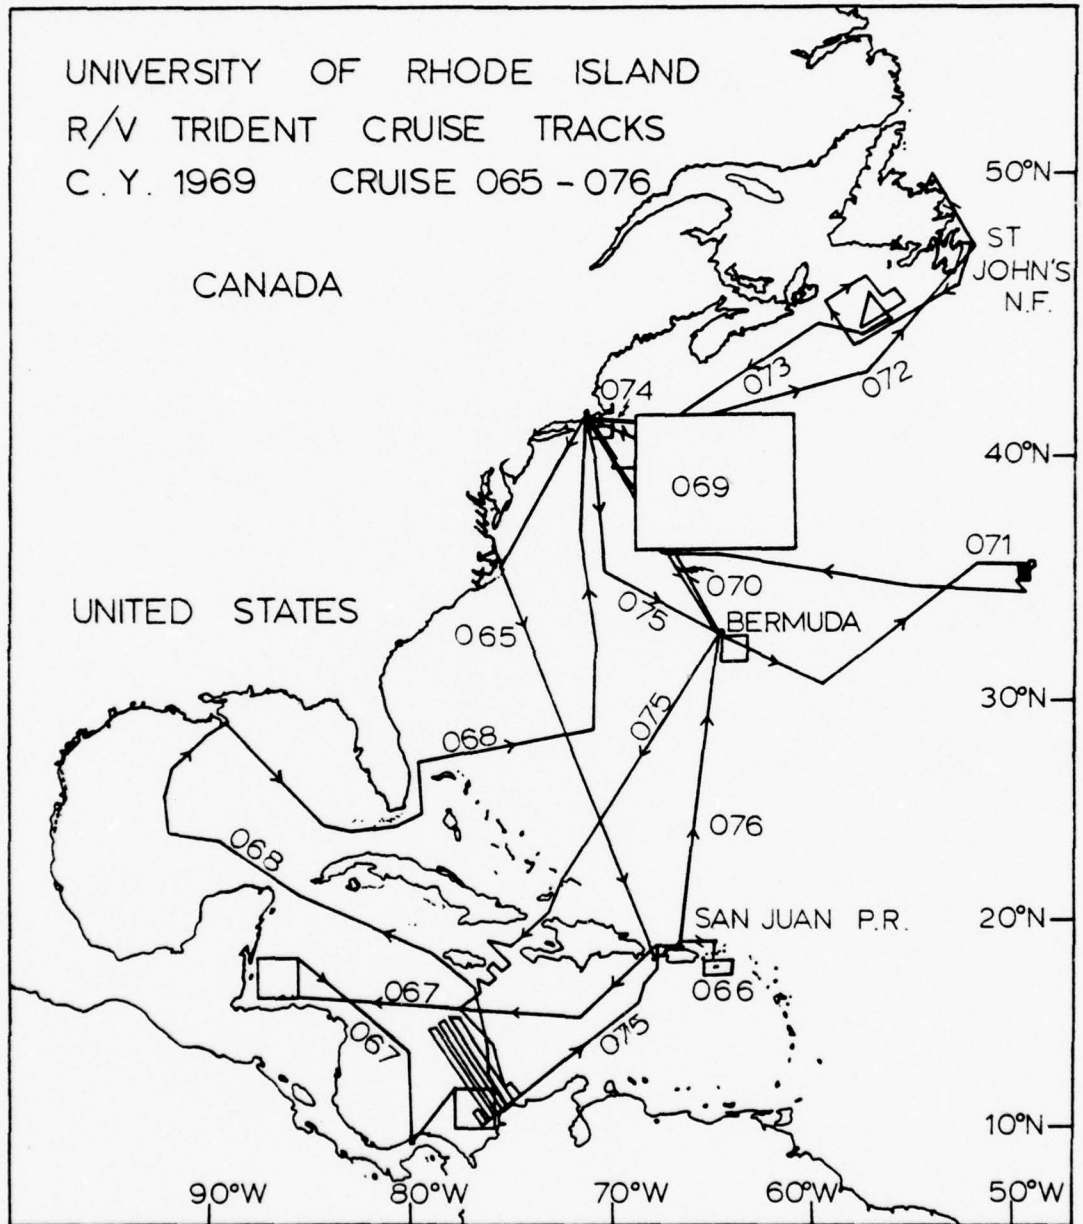 UNIVERSITY OF RHODE ISLAND
R/V TRIDENT CRUISE TRACKS
C.Y. 1969 CRUISE 065 - 076
50°N
ST
JOHN'S
N.F.
CANADA
073
072
074
40°N
069
071
070
UNITED STATES
075
BERMUDA
065
30°N
075
068
076
068
20°N
SAN JUAN P.R.
066
067
075
067
10°N
90°W
80°W
70°W
60°W
50°W